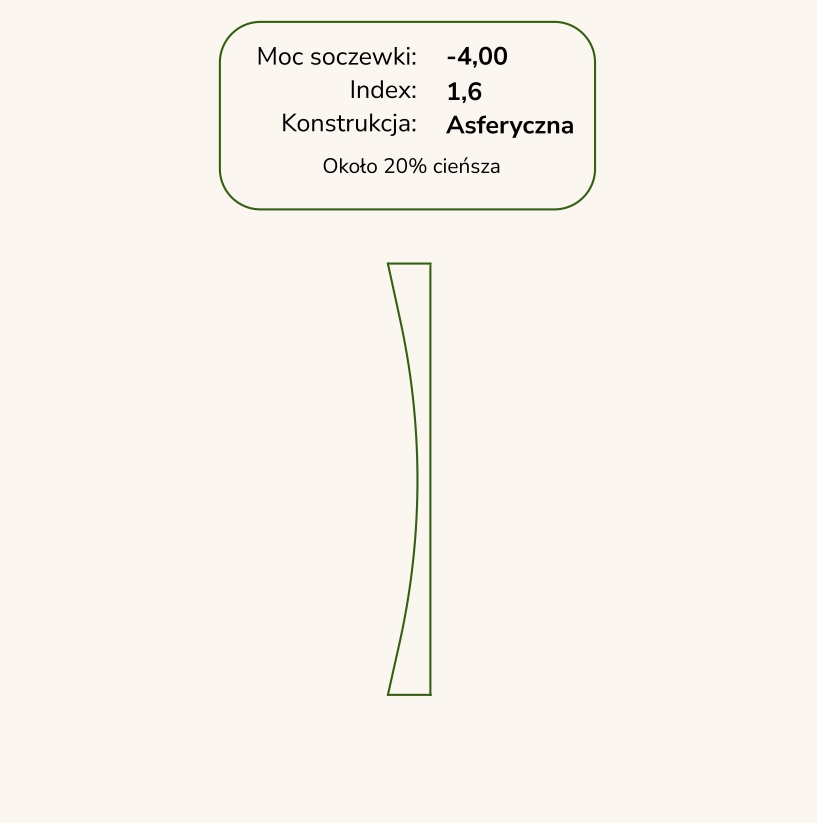 Moc soczewki: -4,00
Index: 1,6
Konstrukcja: Asferyczna
Około 20% cieńsza